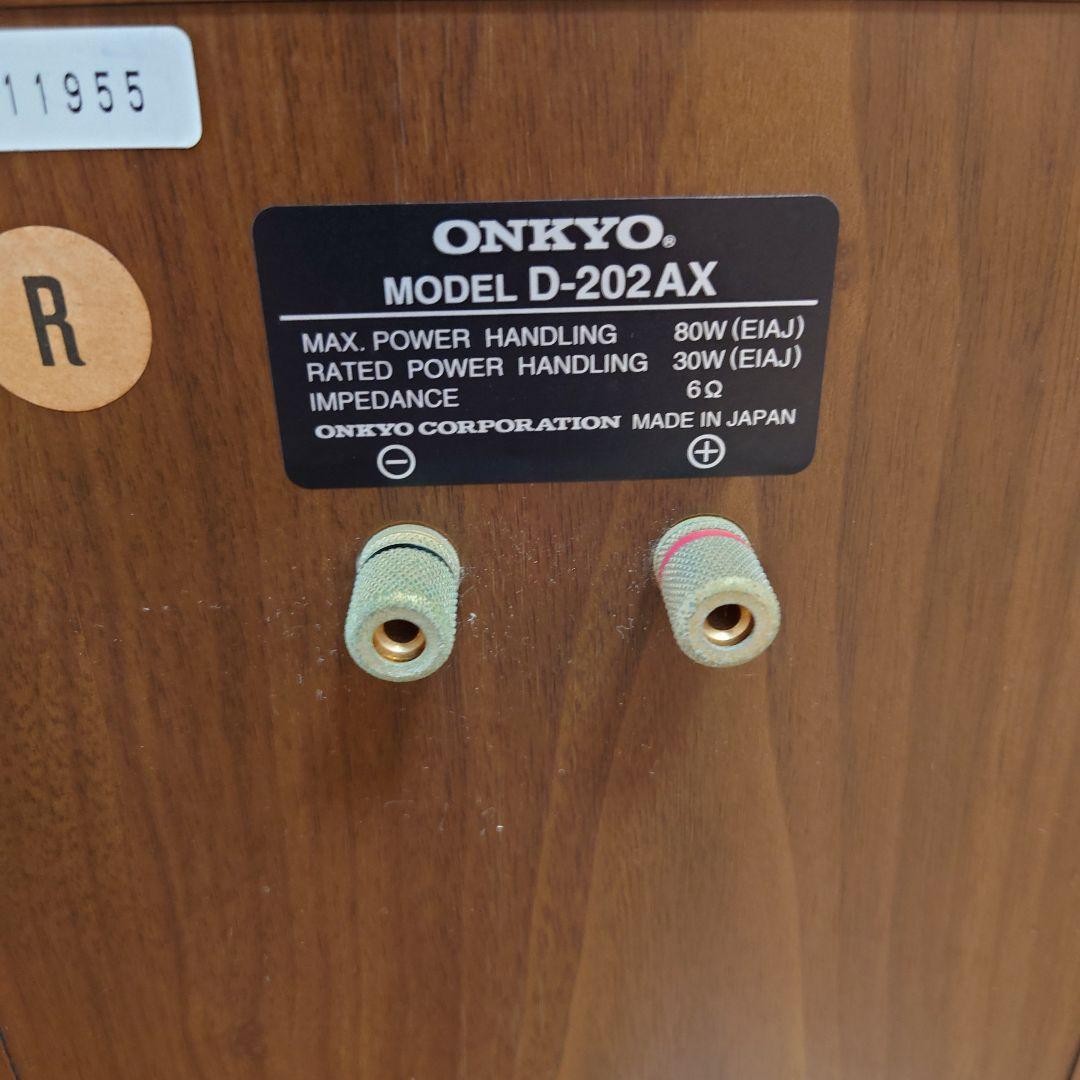 11955
R
ONKYO®
MODEL D-202AX
MAX. POWER HANDLING 80W (EIAJ)
RATED POWER HANDLING 30W (EIAJ)
IMPEDANCE 6Ω
ONKYO CORPORATION MADE IN JAPAN
⊖ ⊕